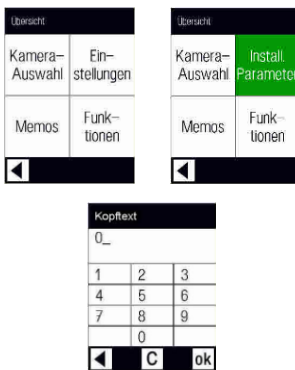 Übersicht
Kamera-
Auswahl
Ein-
stellungen
Memos
Funk-
tionen
Übersicht
Kamera-
Auswahl
Install.
Parameter
Memos
Funk-
tionen
Kopftext
0_
1 2 3
4 5 6
7 8 9
0
C ok